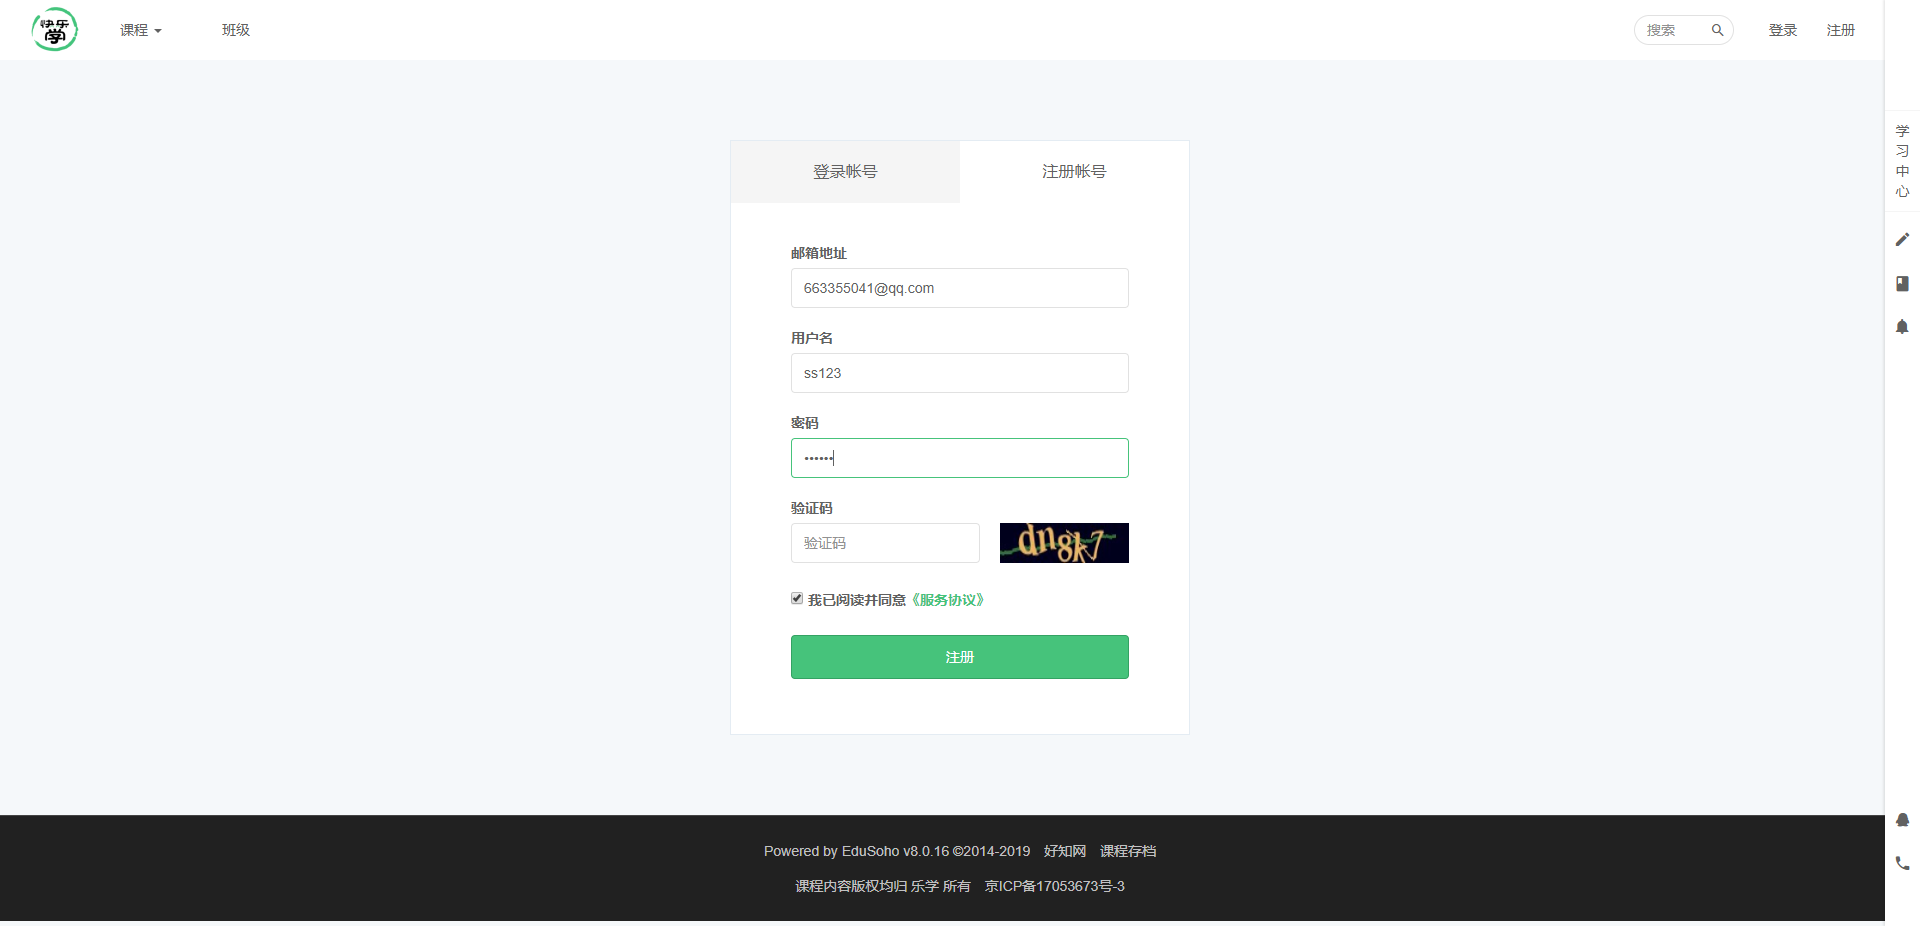 快乐
学
课程
班级
搜索
登录
注册
登录帐号
注册帐号
邮箱地址
663355041@qq.com
用户名
ss123
密码
••••••
验证码
验证码
dn8k7
我已阅读并同意《服务协议》
注册
学
习
中
心
Powered by EduSoho v8.0.16 ©2014-2019 好知网 课程存档
课程内容版权均归 乐学 所有 京ICP备17053673号-3